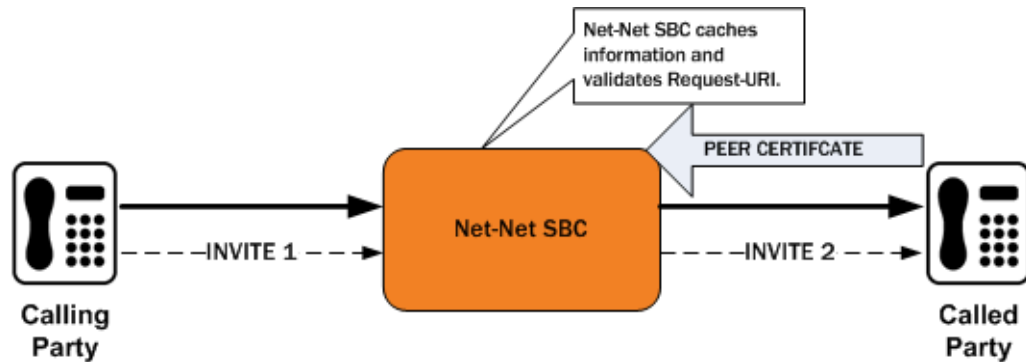 Net-Net SBC caches
information and
validates Request-URI.
PEER CERTIFCATE
Net-Net SBC
INVITE 1
INVITE 2
Calling
Party
Called
Party